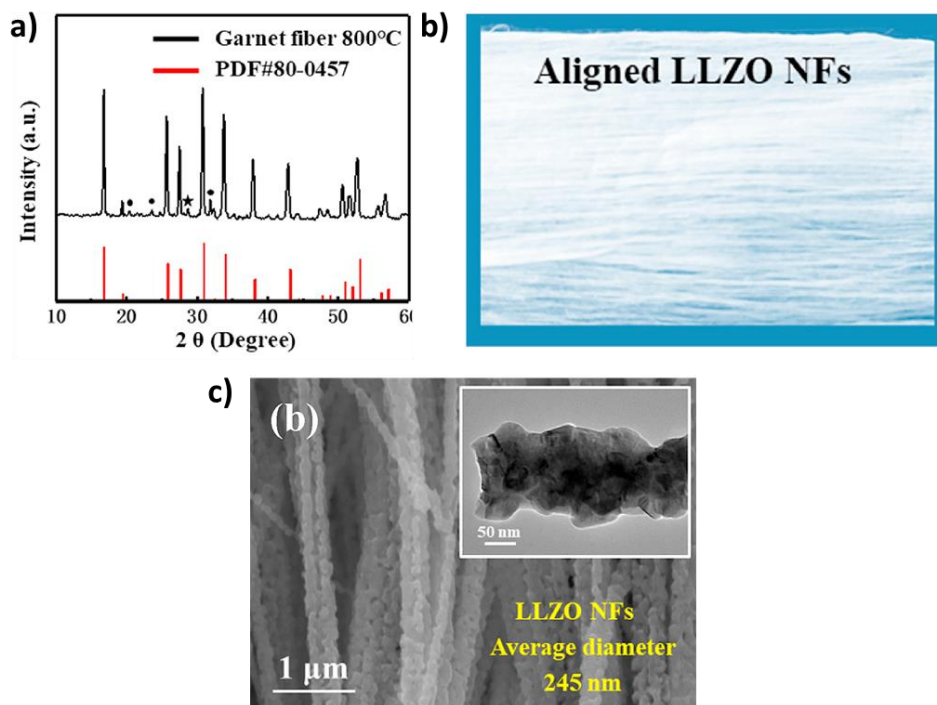 a)
Garnet fiber 800℃
PDF#80-0457
Intensity (a.u.)
10 20 30 40 50 60
2 θ (Degree)
b)
Aligned LLZO NFs
c)
(b)
50 nm
LLZO NFs
Average diameter
245 nm
1 μm